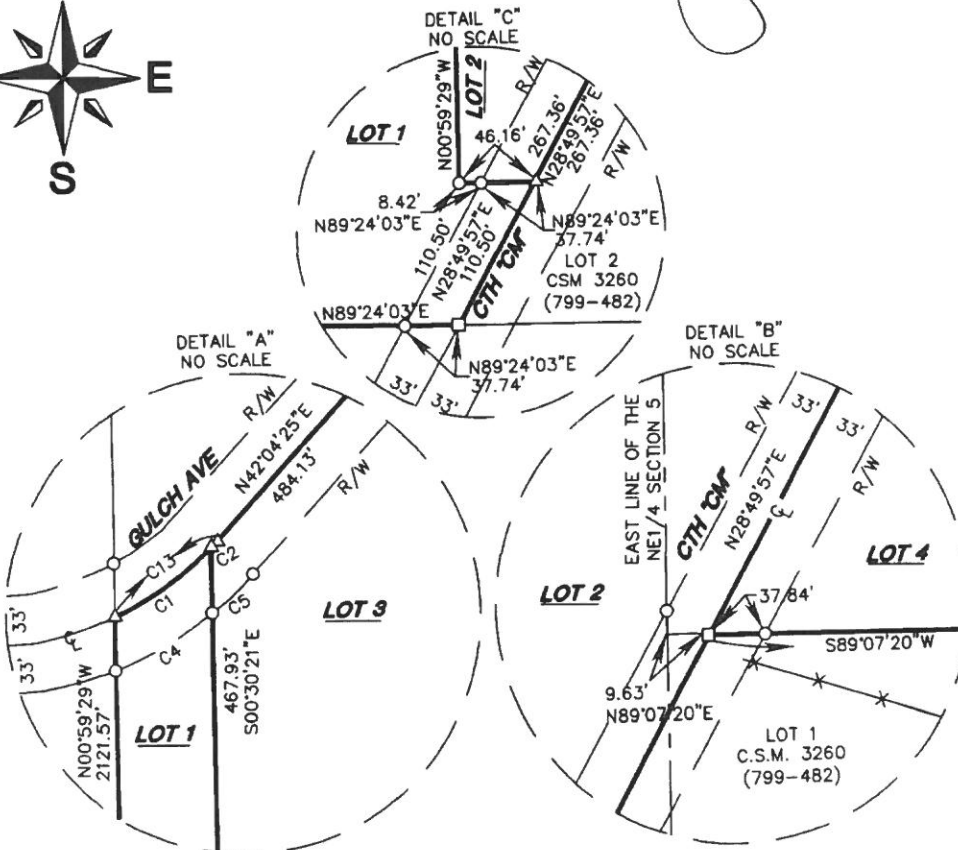 E
S
DETAIL "C"
NO SCALE
LOT 1
N00°59'29"W
LOT 2
R/W
46.16'
267.36'
N28°49'57"E
267.36'
R/W
8.42'
N89°24'03"E
110.50'
N28°49'57"E
110.50'
CTH "CM"
N89°24'03"E
37.74'
LOT 2
CSM 3260
(799-482)
N89°24'03"E
N89°24'03"E
37.74'
33'
33'
DETAIL "A"
NO SCALE
R/W
GULCH AVE
N42°04'25"E
484.13'
R/W
C13
C2
C1
C5
C4
33'
℄
33'
LOT 3
N00°59'29"W
2121.57'
LOT 1
467.93'
S00°30'21"E
DETAIL "B"
NO SCALE
EAST LINE OF THE
NE1/4 SECTION 5
R/W
33'
33'
R/W
CTH "CM"
N28°49'57"E
℄
LOT 4
LOT 2
37.84'
S89°07'20"W
9.63'
N89°07'20"E
LOT 1
C.S.M. 3260
(799-482)